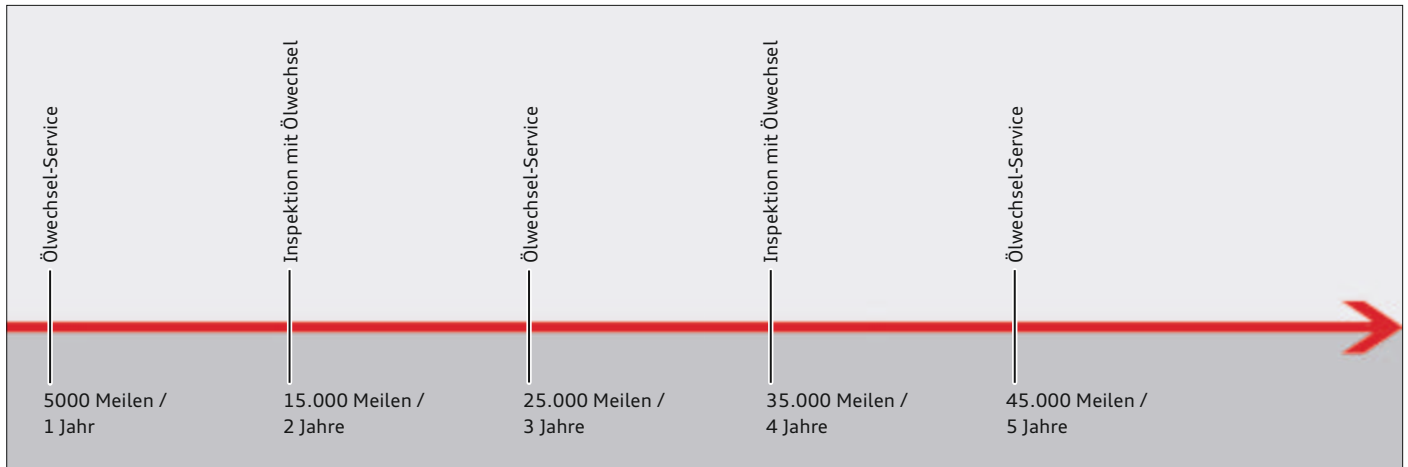 Ölwechsel-Service
Inspektion mit Ölwechsel
Ölwechsel-Service
Inspektion mit Ölwechsel
Ölwechsel-Service
5000 Meilen /
1 Jahr
15.000 Meilen /
2 Jahre
25.000 Meilen /
3 Jahre
35.000 Meilen /
4 Jahre
45.000 Meilen /
5 Jahre